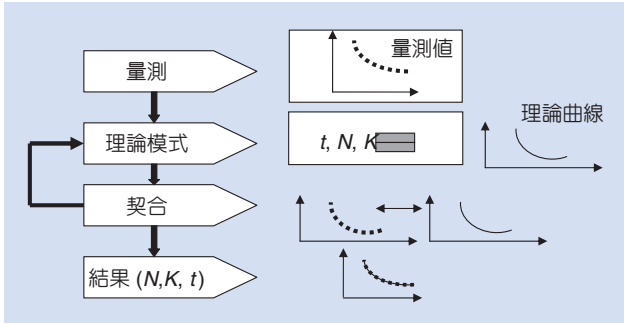 量測
量測值
理論模式
t, N, K
理論曲線
契合
結果 (N,K, t)